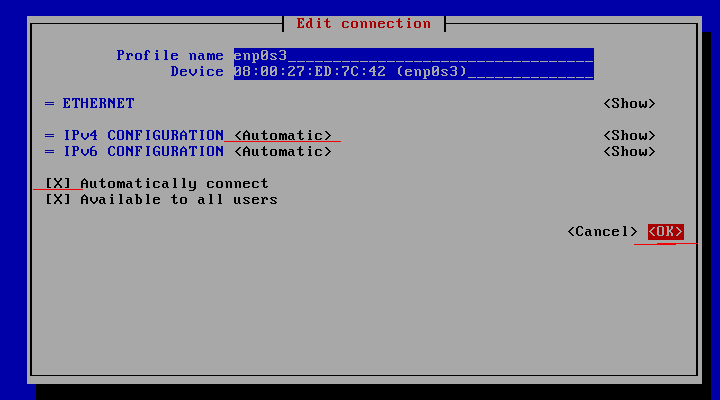 Edit connection
Profile name enp0s3
Device 08:00:27:ED:7C:42 (enp0s3)
= ETHERNET <Show>
= IPv4 CONFIGURATION <Automatic> <Show>
= IPv6 CONFIGURATION <Automatic> <Show>
[X] Automatically connect
[X] Available to all users
<Cancel> <OK>